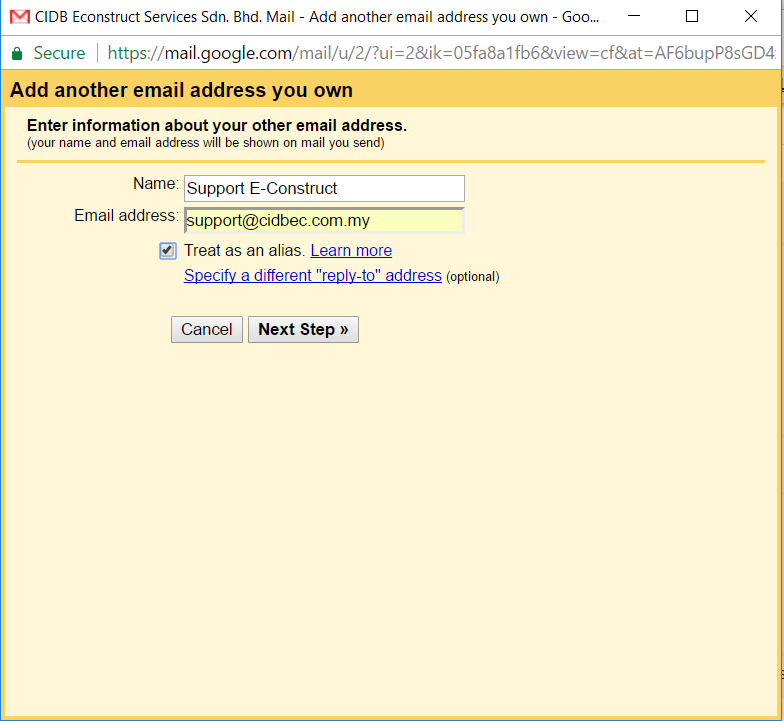 CIDB Econstruct Services Sdn. Bhd. Mail - Add another email address you own - Goo...
Secure https://mail.google.com/mail/u/2/?ui=2&ik=05fa8a1fb6&view=cf&at=AF6bupP8sGD4
Add another email address you own
Enter information about your other email address.
(your name and email address will be shown on mail you send)
Name: Support E-Construct
Email address: support@cidbec.com.my
Treat as an alias. Learn more
Specify a different "reply-to" address (optional)
Cancel Next Step »